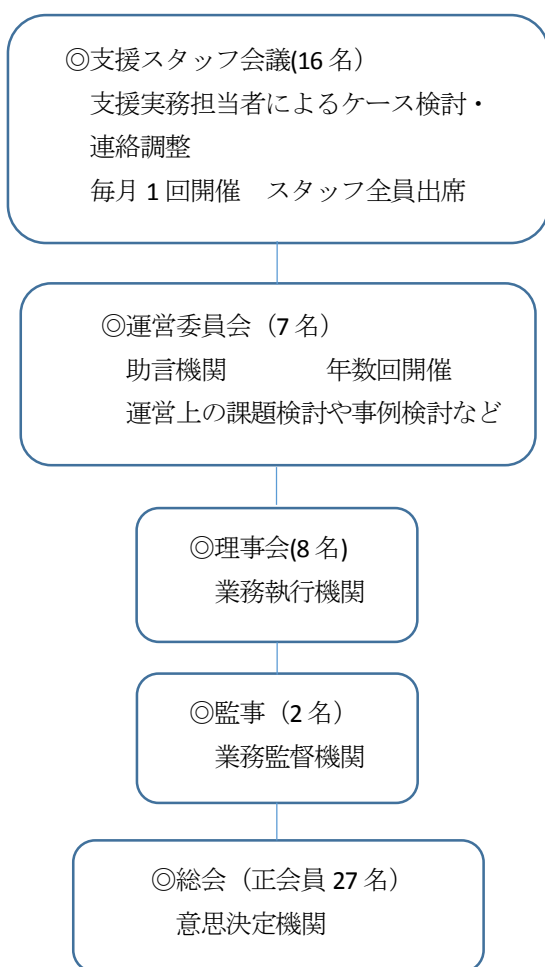 ◎支援スタッフ会議(16 名）
支援実務担当者によるケース検討・
連絡調整
毎月 1 回開催　スタッフ全員出席
◎運営委員会（7 名）
助言機関　　　　年数回開催
運営上の課題検討や事例検討など
◎理事会(8 名)
業務執行機関
◎監事（2 名）
業務監督機関
◎総会（正会員 27 名）
意思決定機関